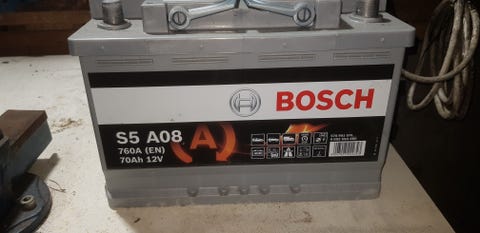 BOSCH
S5 A08
760A (EN)
70Ah 12V
A